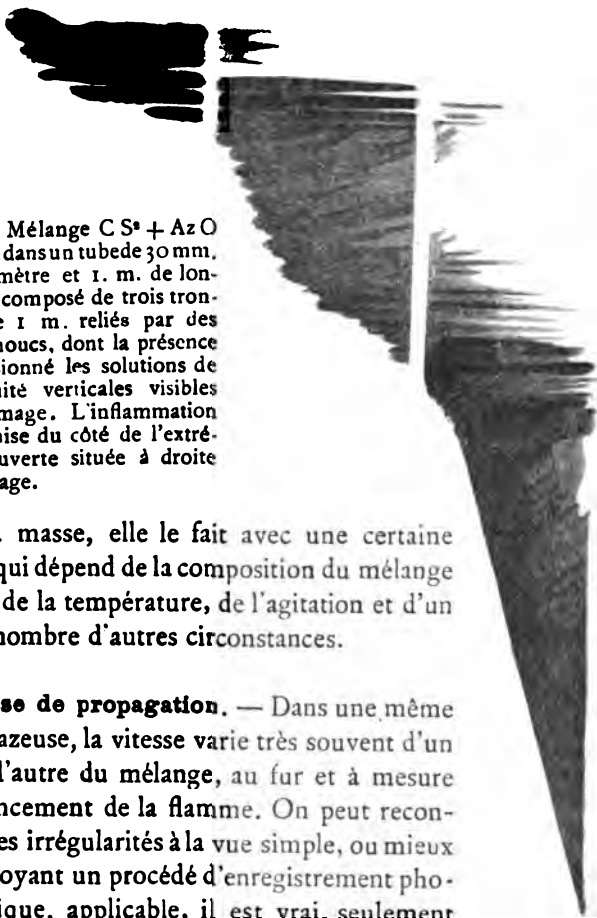 Mélange C S² + Az O
dans un tube de 30 mm.
mètre et 1. m. de lon-
composé de trois tron-
e 1 m. reliés par des
houcs, dont la présence
sionné les solutions de
ité verticales visibles
mage. L'inflammation
ise du côté de l'extré-
uverte située à droite
age.
. masse, elle le fait avec une certaine
qui dépend de la composition du mélange
de la température, de l'agitation et d'un
nombre d'autres circonstances.
se de propagation. — Dans une même
azeuse, la vitesse varie très souvent d'un
l'autre du mélange, au fur et à mesure
ncement de la flamme. On peut recon-
es irrégularités à la vue simple, ou mieux
oyant un procédé d'enregistrement pho-
ique, applicable, il est vrai, seulement